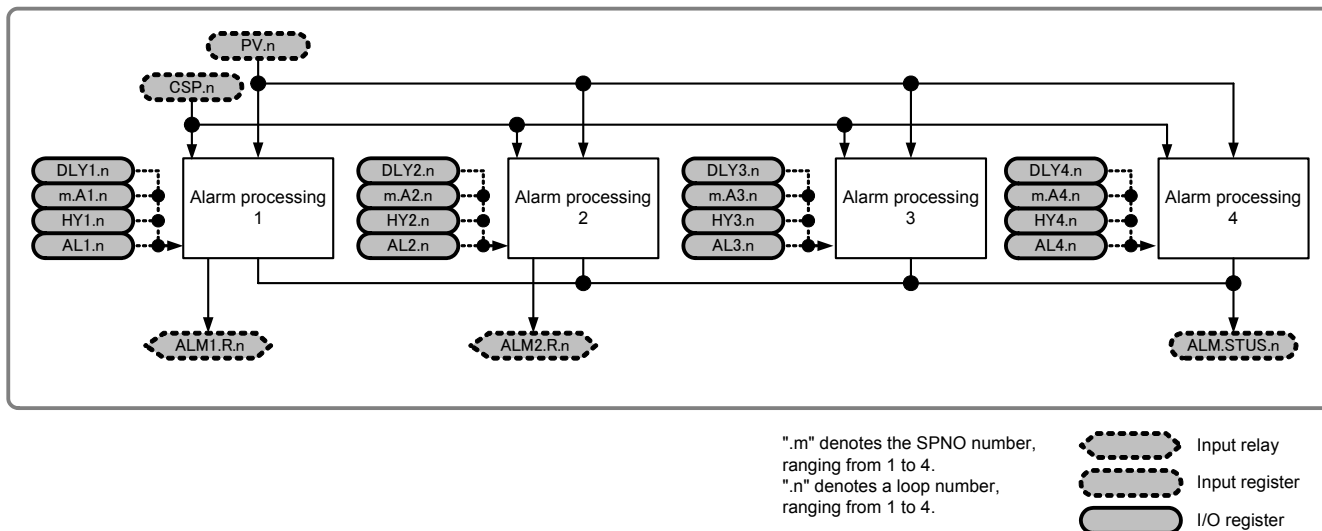 PV.n
CSP.n
DLY1.n
m.A1.n
HY1.n
AL1.n
Alarm processing
1
DLY2.n
m.A2.n
HY2.n
AL2.n
Alarm processing
2
DLY3.n
m.A3.n
HY3.n
AL3.n
Alarm processing
3
DLY4.n
m.A4.n
HY4.n
AL4.n
Alarm processing
4
ALM1.R.n
ALM2.R.n
ALM.STUS.n
".m" denotes the SPNO number,
ranging from 1 to 4.
".n" denotes a loop number,
ranging from 1 to 4.
Input relay
Input register
I/O register